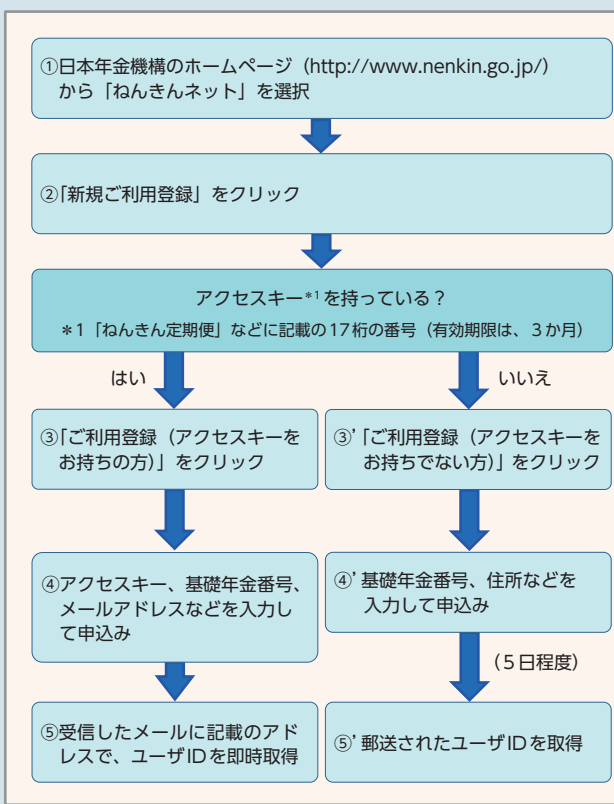 ①日本年金機構のホームページ（http://www.nenkin.go.jp/）
から「ねんきんネット」を選択
②「新規ご利用登録」をクリック
アクセスキー*1を持っている？
＊1「ねんきん定期便」などに記載の17桁の番号（有効期限は、3か月）
はい
いいえ
③「ご利用登録（アクセスキーを
お持ちの方）」をクリック
③’「ご利用登録（アクセスキーを
お持ちでない方）」をクリック
④アクセスキー、基礎年金番号、
メールアドレスなどを入力し
て申込み
④’基礎年金番号、住所などを
入力して申込み
（5日程度）
⑤受信したメールに記載のアド
レスで、ユーザIDを即時取得
⑤’郵送されたユーザIDを取得